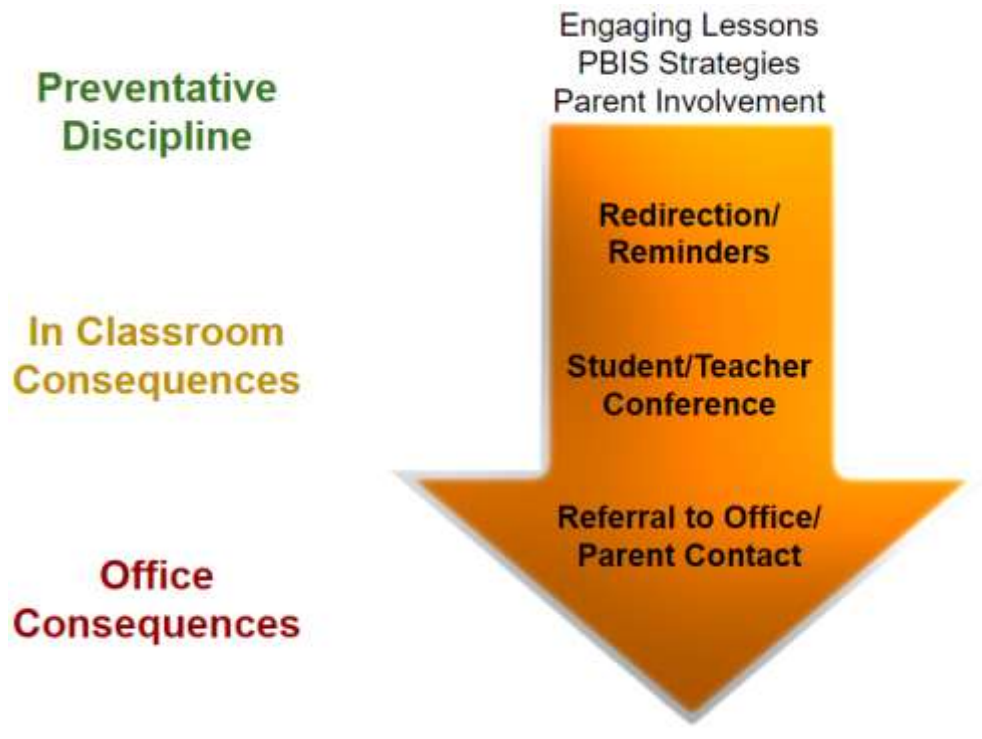 Engaging Lessons
PBIS Strategies
Parent Involvement
Preventative
Discipline
Redirection/
Reminders
In Classroom
Consequences
Student/Teacher
Conference
Referral to Office/
Parent Contact
Office
Consequences